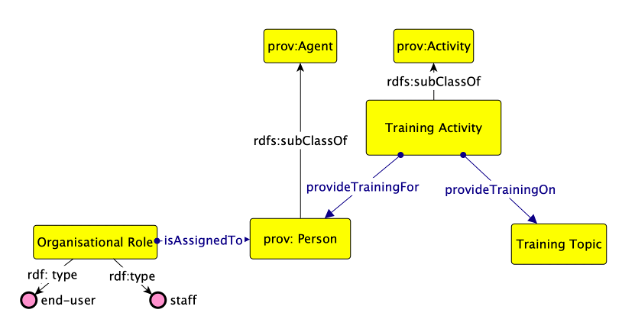 prov:Agent
prov:Activity
rdfs:subClassOf
Training Activity
rdfs:subClassOf
provideTrainingFor
provideTrainingOn
Organisational Role
isAssignedTo
prov: Person
Training Topic
rdf: type
rdf:type
end-user
staff